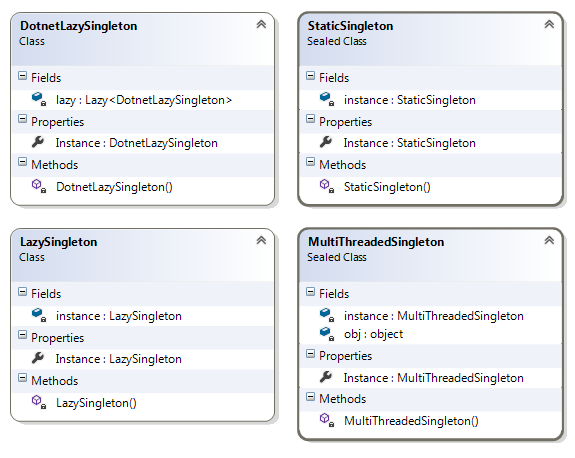 DotnetLazySingleton
Class
Fields
lazy : Lazy<DotnetLazySingleton>
Properties
Instance : DotnetLazySingleton
Methods
DotnetLazySingleton()
StaticSingleton
Sealed Class
Fields
instance : StaticSingleton
Properties
Instance : StaticSingleton
Methods
StaticSingleton()
LazySingleton
Class
Fields
instance : LazySingleton
Properties
Instance : LazySingleton
Methods
LazySingleton()
MultiThreadedSingleton
Sealed Class
Fields
instance : MultiThreadedSingleton
obj : object
Properties
Instance : MultiThreadedSingleton
Methods
MultiThreadedSingleton()